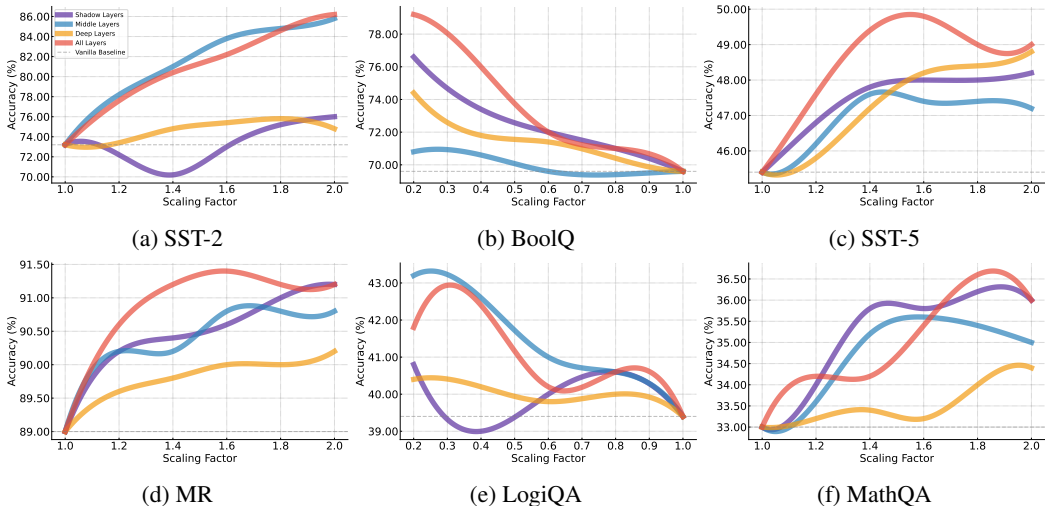 86.00
84.00
82.00
80.00
78.00
76.00
74.00
72.00
70.00
Accuracy (%)
Shadow Layers
Middle Layers
Deep Layers
All Layers
Vanilla Baseline
1.0 1.2 1.4 1.6 1.8 2.0
Scaling Factor
(a) SST-2
78.00
76.00
74.00
72.00
70.00
Accuracy (%)
0.2 0.3 0.4 0.5 0.6 0.7 0.8 0.9 1.0
Scaling Factor
(b) BoolQ
50.00
49.00
48.00
47.00
46.00
Accuracy (%)
1.0 1.2 1.4 1.6 1.8 2.0
Scaling Factor
(c) SST-5
91.50
91.00
90.50
90.00
89.50
89.00
Accuracy (%)
1.0 1.2 1.4 1.6 1.8 2.0
Scaling Factor
(d) MR
43.00
42.00
41.00
40.00
39.00
Accuracy (%)
0.2 0.3 0.4 0.5 0.6 0.7 0.8 0.9 1.0
Scaling Factor
(e) LogiQA
36.50
36.00
35.50
35.00
34.50
34.00
33.50
33.00
Accuracy (%)
1.0 1.2 1.4 1.6 1.8 2.0
Scaling Factor
(f) MathQA